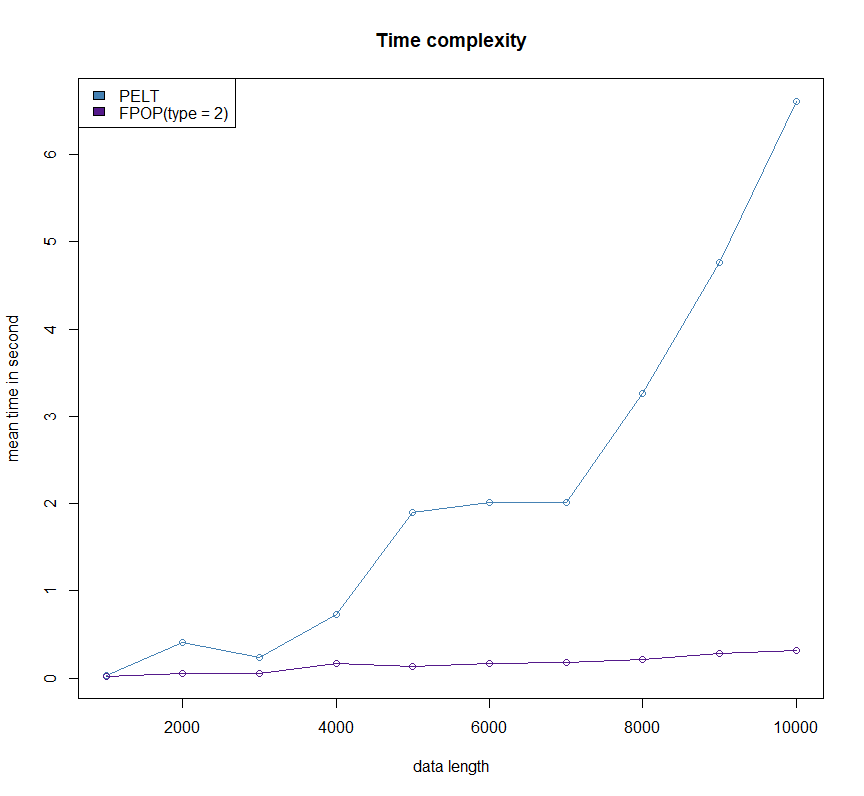 Time complexity
PELT
FPOP(type = 2)
6
5
4
3
2
1
0
mean time in second
2000 4000 6000 8000 10000
data length